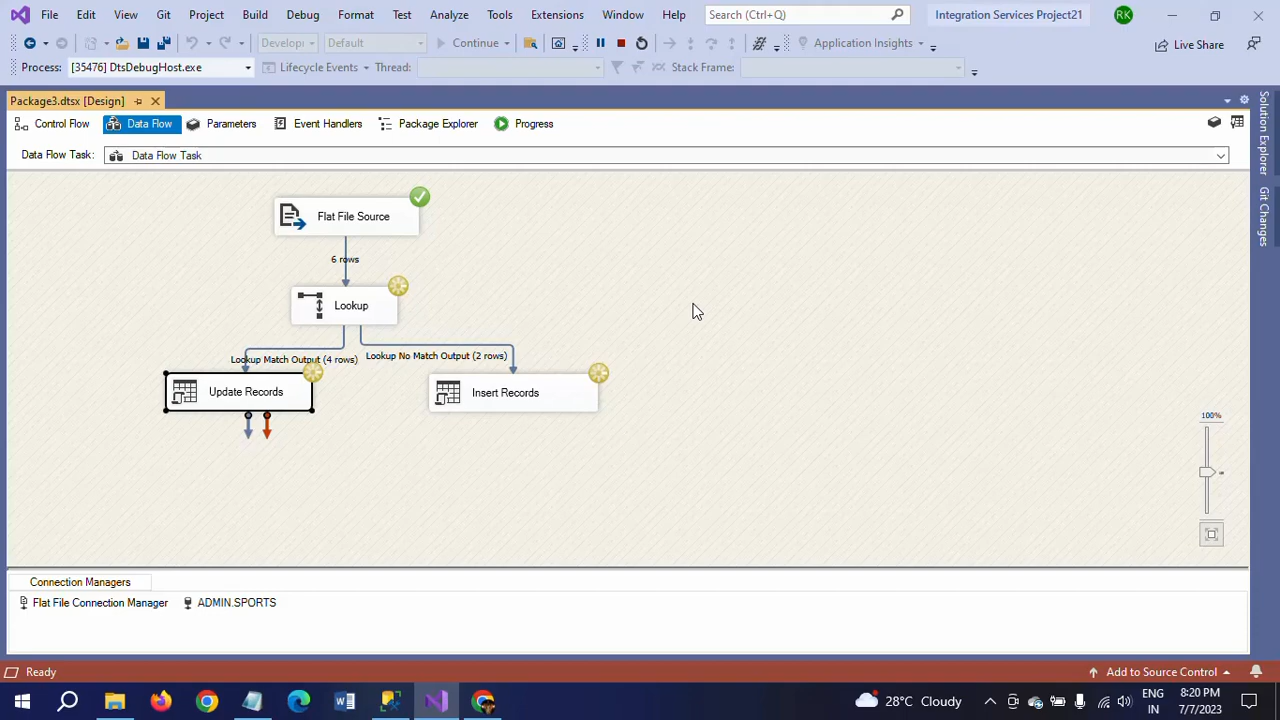 File Edit View Git Project Build Debug Format Test Analyze Tools Extensions Window Help Search (Ctrl+Q) Integration Services Project21 RK
Developi Default Continue Application Insights Live Share
Process: [35476] DtsDebugHost.exe Lifecycle Events Thread: Stack Frame:
Package3.dtsx [Design]
Control Flow Data Flow Parameters Event Handlers Package Explorer Progress
Data Flow Task: Data Flow Task
Solution Explorer
Git Changes
Flat File Source
6 rows
Lookup
Lookup Match Output (4 rows) Lookup No Match Output (2 rows)
Update Records Insert Records
100%
Connection Managers
Flat File Connection Manager ADMIN.SPORTS
Ready Add to Source Control
28°C Cloudy ENG IN 8:20 PM 7/7/2023